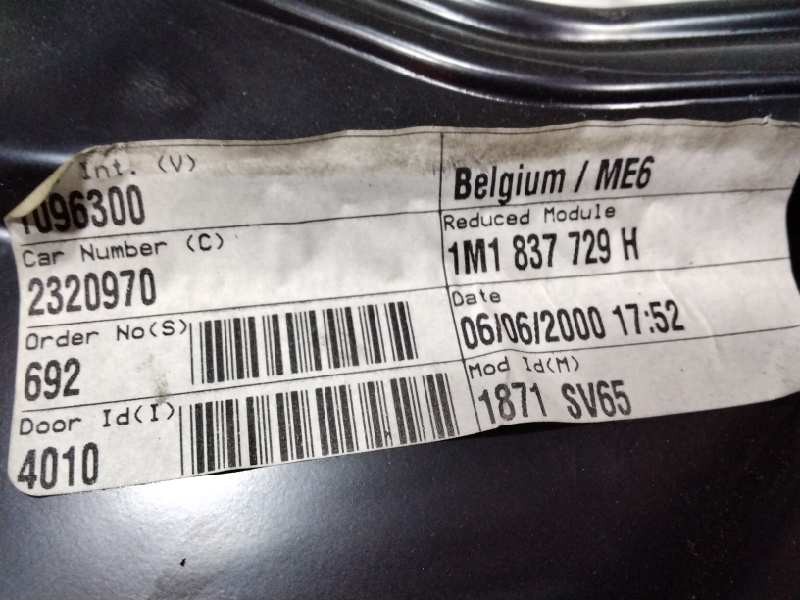 Int. (V)
1096300
Car Number (C)
2320970
Order No(S)
692
Door Id(I)
4010
Belgium / ME6
Reduced Module
1M1 837 729 H
Date
06/06/2000 17:52
Mod Id(M)
1871 SV65